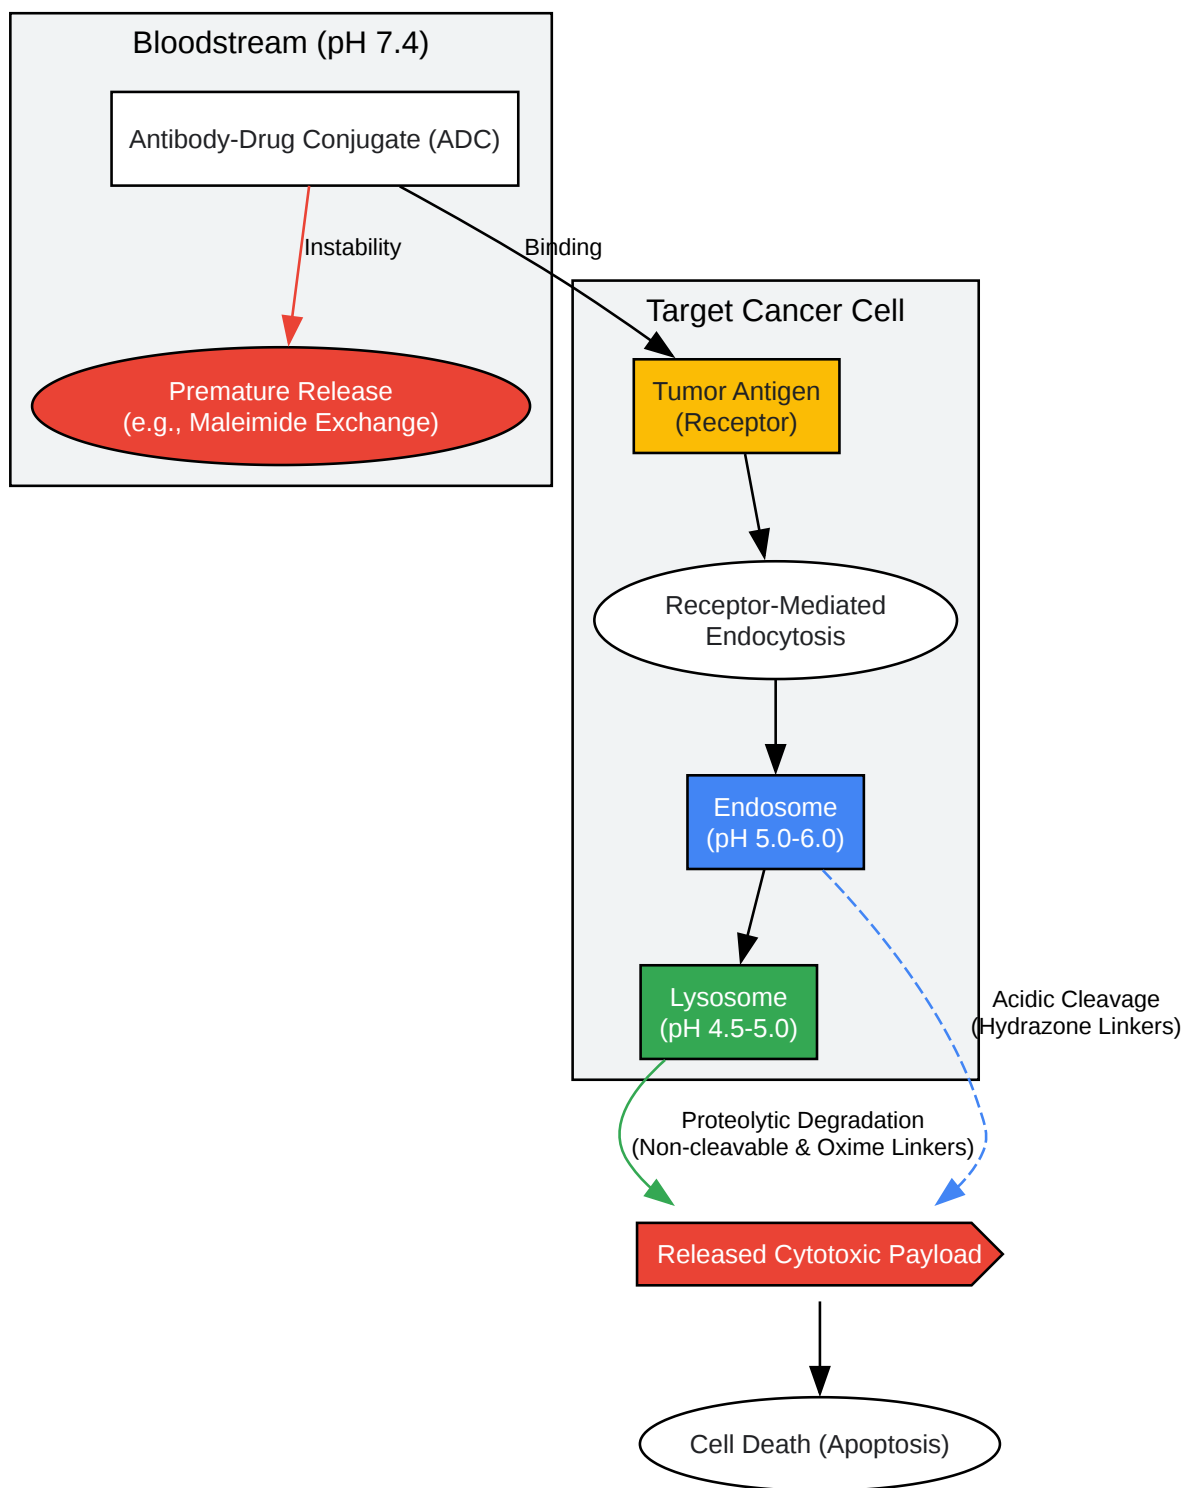 Bloodstream (pH 7.4)
Antibody-Drug Conjugate (ADC)
Instability
Binding
Premature Release
(e.g., Maleimide Exchange)
Target Cancer Cell
Tumor Antigen
(Receptor)
Receptor-Mediated
Endocytosis
Endosome
(pH 5.0-6.0)
Lysosome
(pH 4.5-5.0)
Acidic Cleavage
(Hydrazone Linkers)
Proteolytic Degradation
(Non-cleavable & Oxime Linkers)
Released Cytotoxic Payload
Cell Death (Apoptosis)